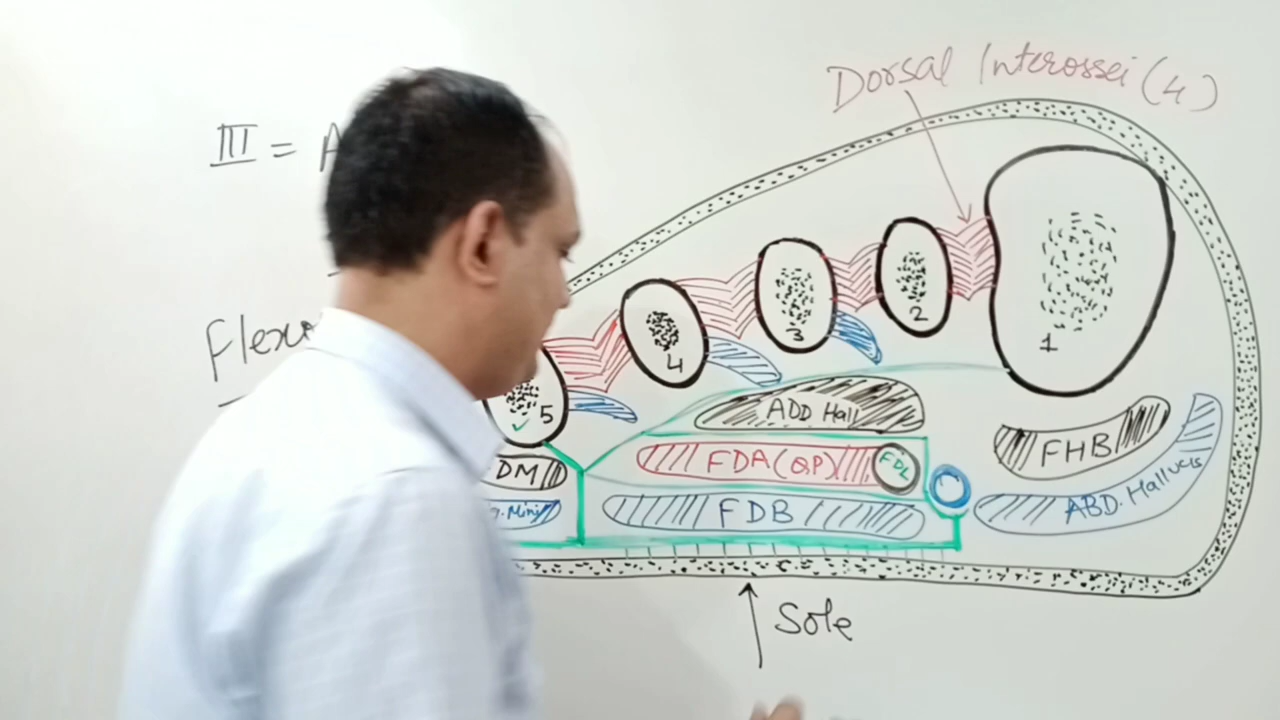 Dorsal Interossei (4)
III =
1
2
3
4
5
ADD Hall
FDA (QP)
FDL
FHB
DM
FDB
ABD. Hallucis
Sole